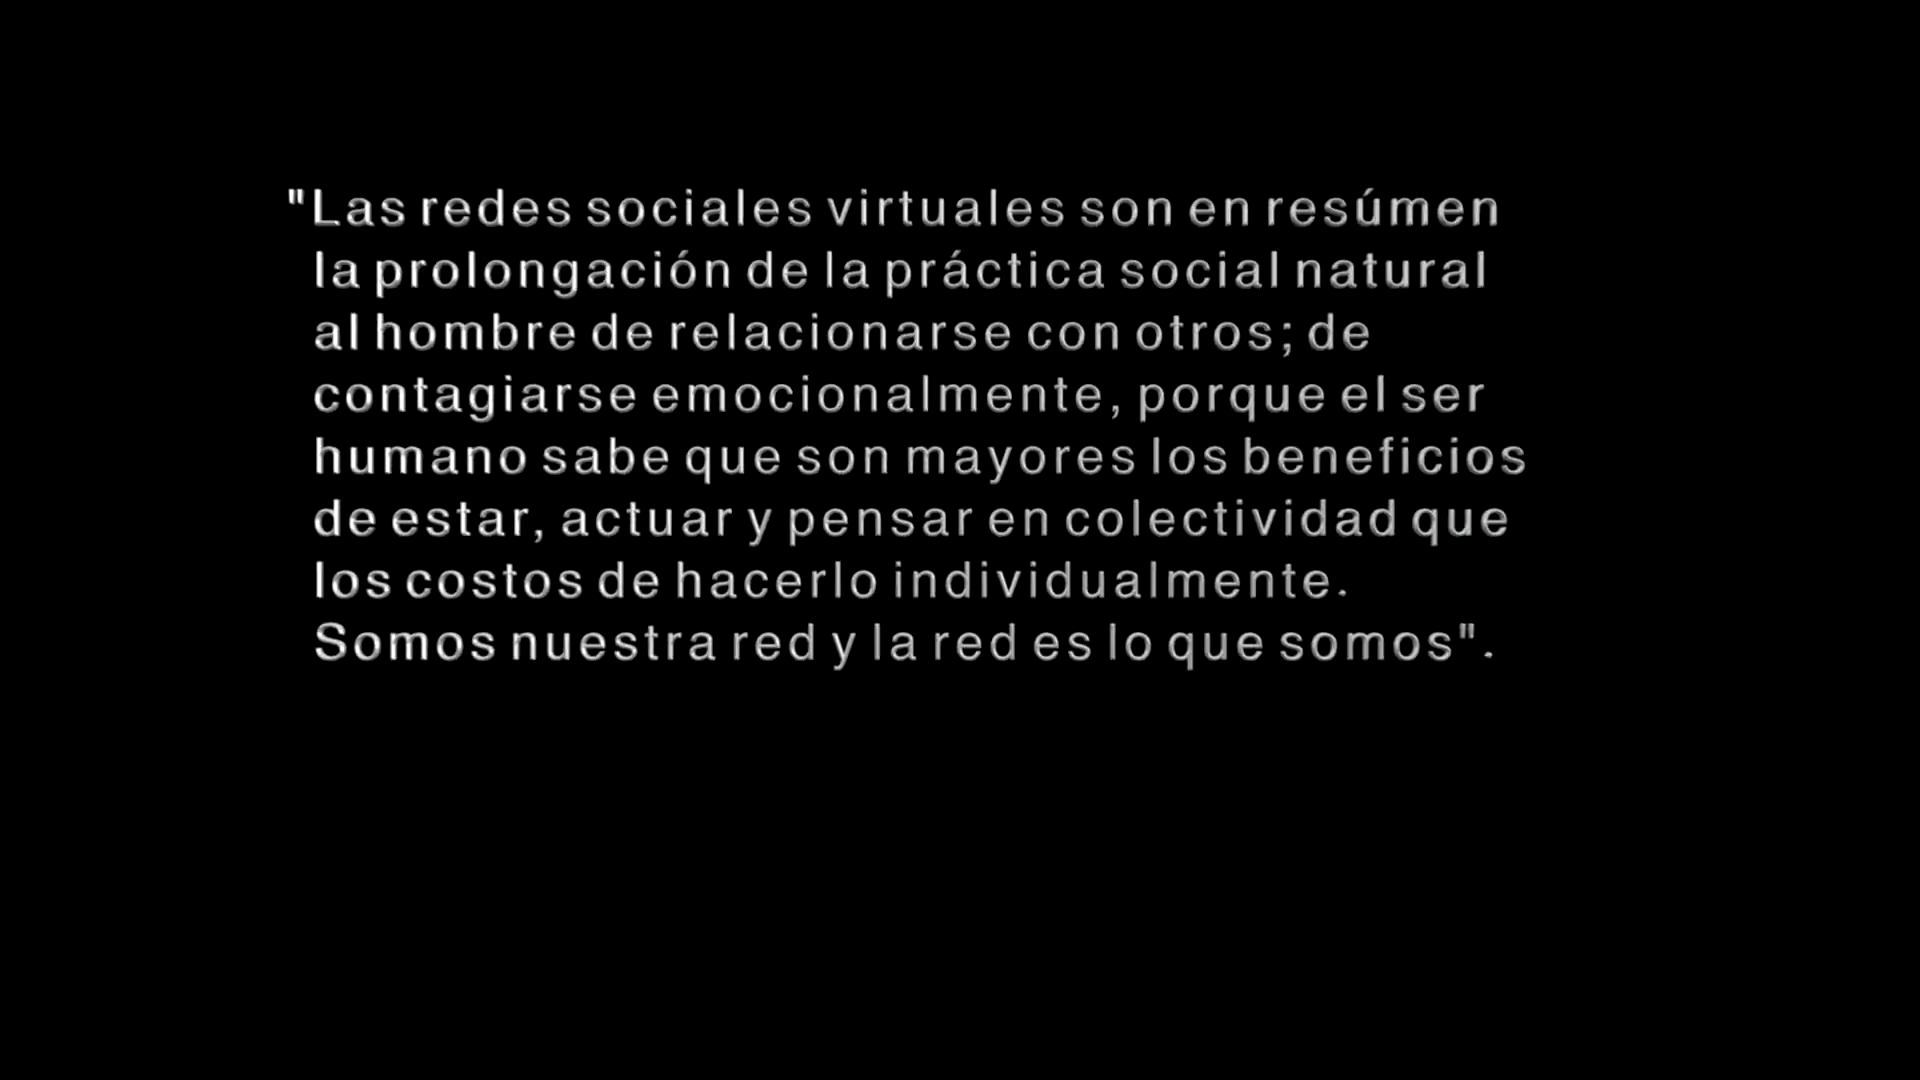 "Las redes sociales virtuales son en resúmen
la prolongación de la práctica social natural
al hombre de relacionarse con otros; de
contagiarse emocionalmente, porque el ser
humano sabe que son mayores los beneficios
de estar, actuar y pensar en colectividad que
los costos de hacerlo individualmente.
Somos nuestra red y la red es lo que somos".